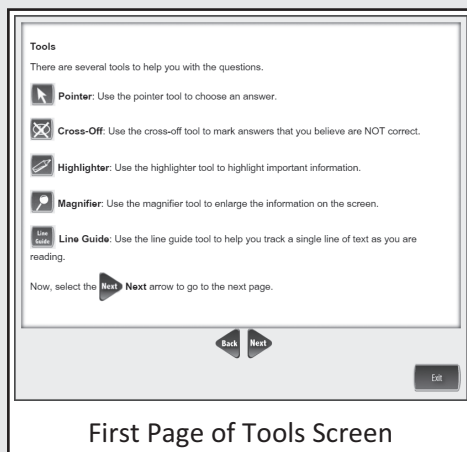 Tools
There are several tools to help you with the questions.
Pointer: Use the pointer tool to choose an answer.
Cross-Off: Use the cross-off tool to mark answers that you believe are NOT correct.
Highlighter: Use the highlighter tool to highlight important information.
Magnifier: Use the magnifier tool to enlarge the information on the screen.
Line Guide Line Guide: Use the line guide tool to help you track a single line of text as you are
reading.
Now, select the Next Next arrow to go to the next page.
Back Next
Exit
First Page of Tools Screen